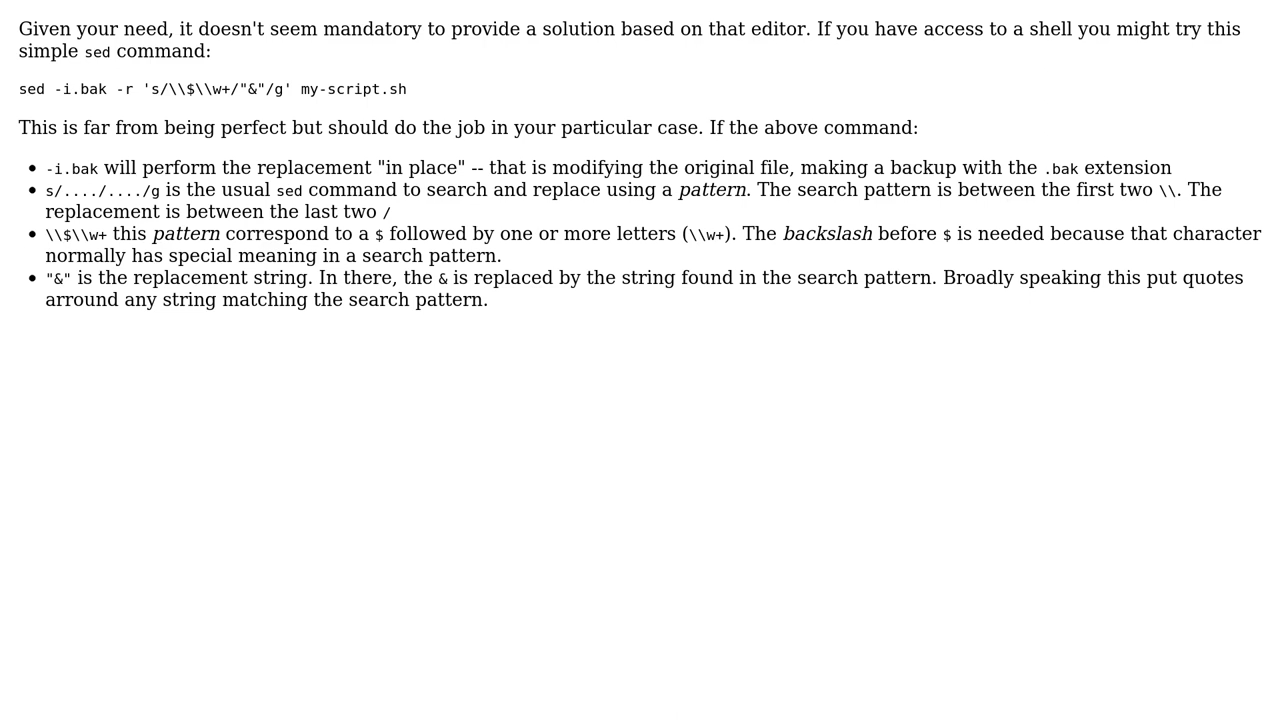 Given your need, it doesn't seem mandatory to provide a solution based on that editor. If you have access to a shell you might try this
simple sed command:
sed -i.bak -r 's/\\$\\w+/"&"/g' my-script.sh
This is far from being perfect but should do the job in your particular case. If the above command:
• -i.bak will perform the replacement "in place" -- that is modifying the original file, making a backup with the .bak extension
• s/..../..../g is the usual sed command to search and replace using a pattern. The search pattern is between the first two \\. The
replacement is between the last two /
• \\$\\w+ this pattern correspond to a $ followed by one or more letters (\\w+). The backslash before $ is needed because that character
normally has special meaning in a search pattern.
• "&" is the replacement string. In there, the & is replaced by the string found in the search pattern. Broadly speaking this put quotes
arround any string matching the search pattern.